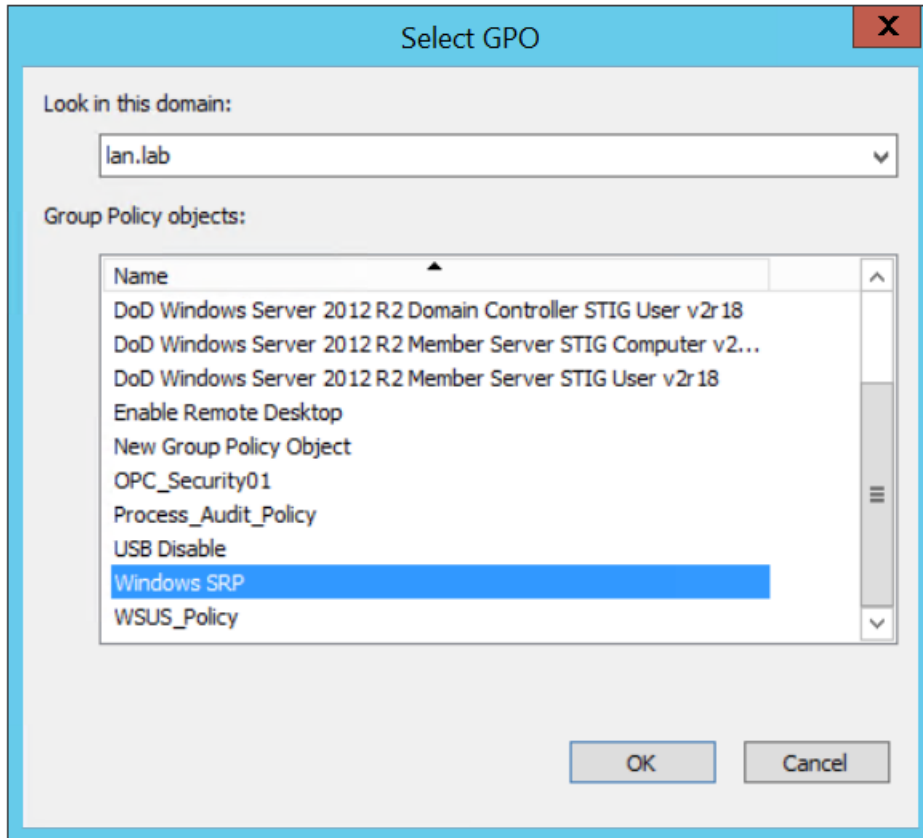 Select GPO
X
Look in this domain:
lan.lab
Group Policy objects:
Name
DoD Windows Server 2012 R2 Domain Controller STIG User v2r18
DoD Windows Server 2012 R2 Member Server STIG Computer v2...
DoD Windows Server 2012 R2 Member Server STIG User v2r18
Enable Remote Desktop
New Group Policy Object
OPC_Security01
Process_Audit_Policy
USB Disable
Windows SRP
WSUS_Policy
OK Cancel